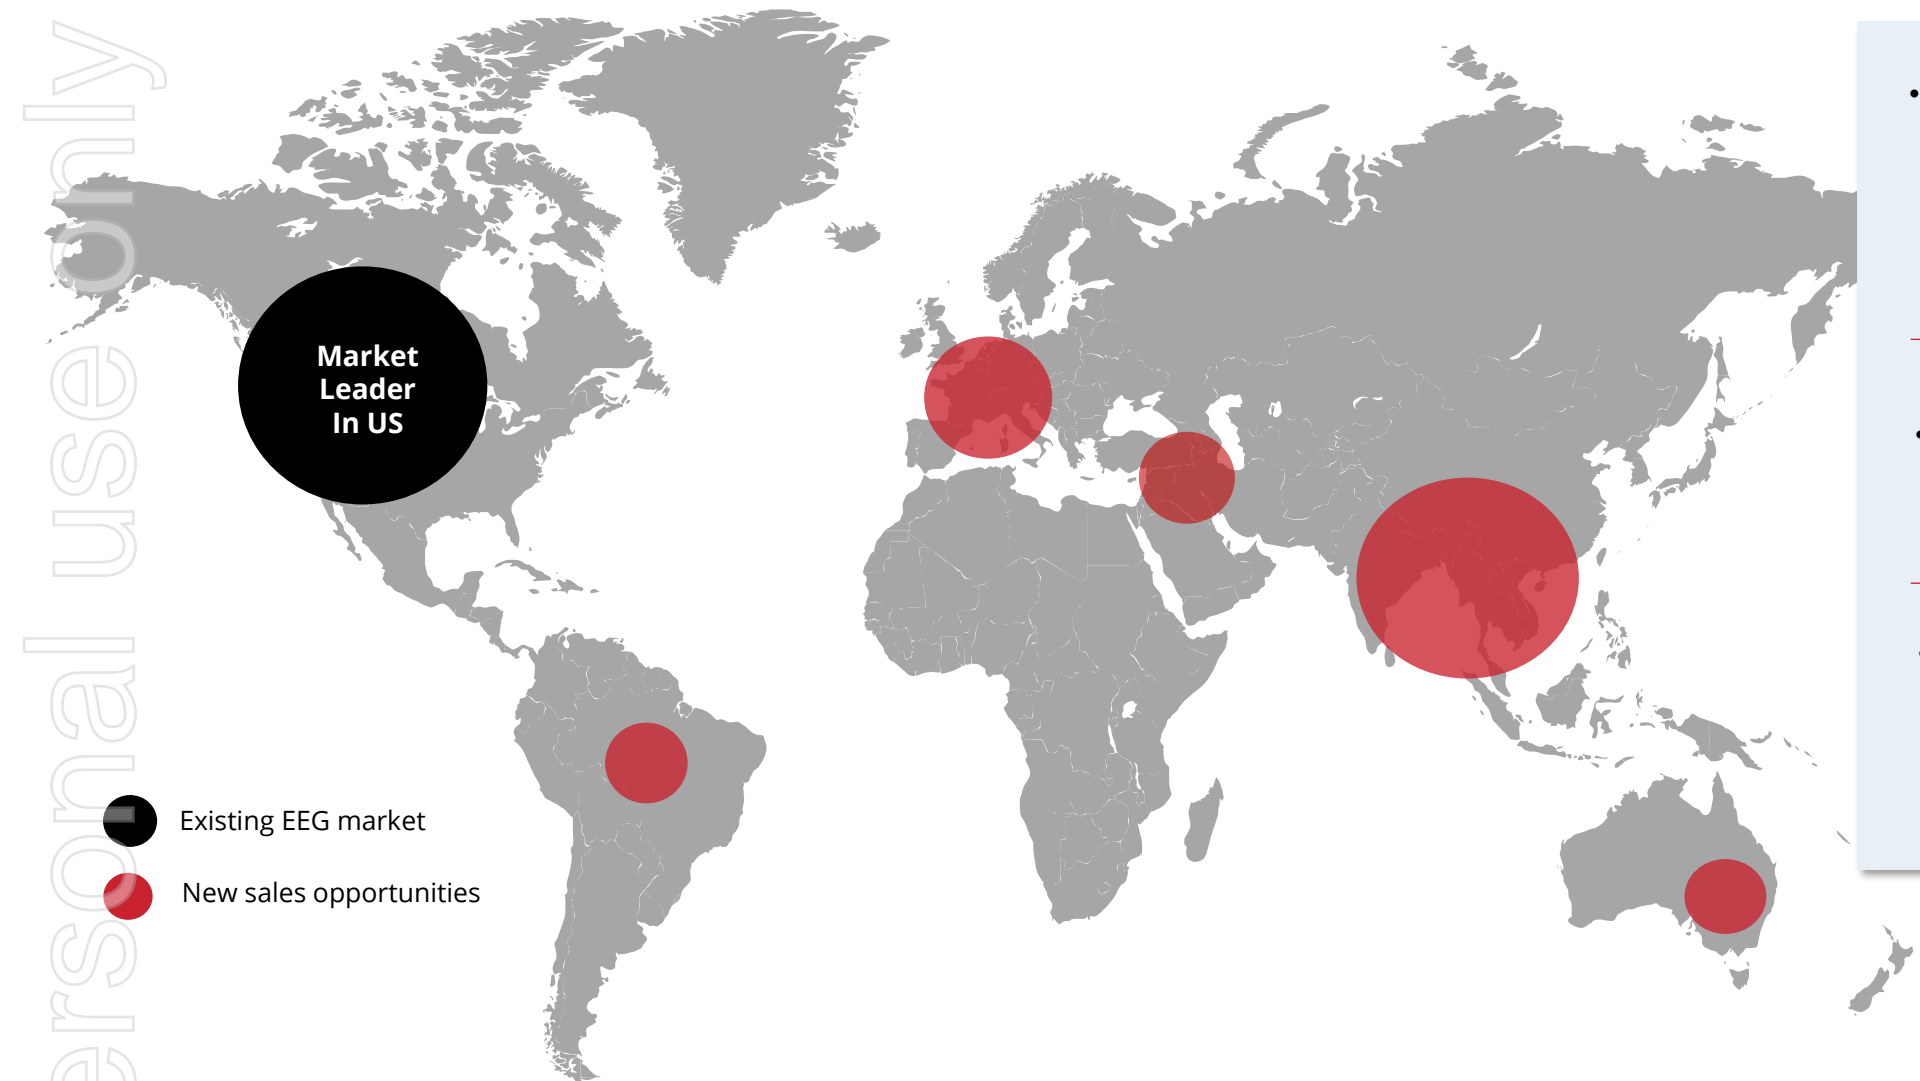 ersonal use only
Market
Leader
In US
Existing EEG market
New sales opportunities